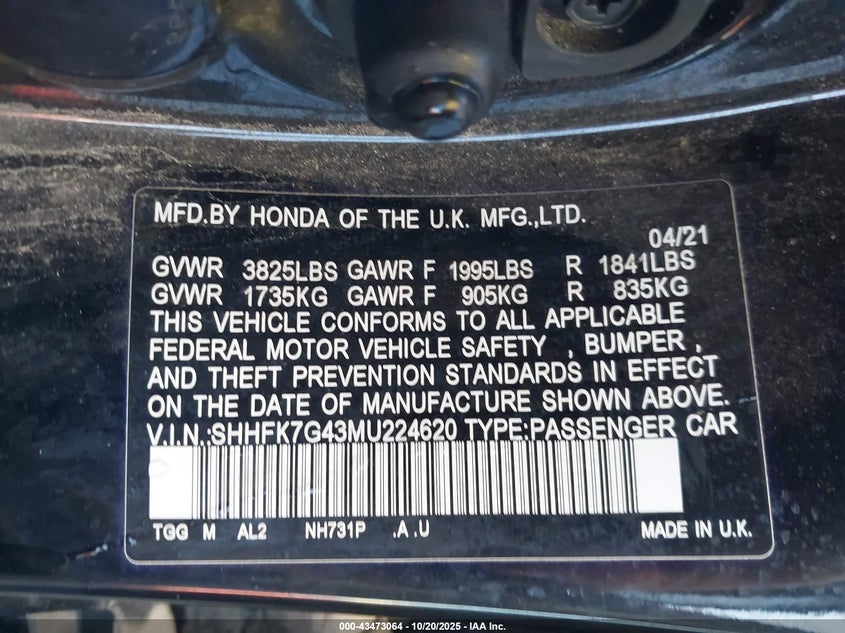 MFD.BY HONDA OF THE U.K. MFG.,LTD.
04/21
GVWR 3825LBS GAWR F 1995LBS R 1841LBS
GVWR 1735KG GAWR F 905KG R 835KG
THIS VEHICLE CONFORMS TO ALL APPLICABLE
FEDERAL MOTOR VEHICLE SAFETY , BUMPER ,
AND THEFT PREVENTION STANDARDS IN EFFECT
ON THE DATE OF MANUFACTURE SHOWN ABOVE.
V.I.N.:SHHFK7G43MU224620 TYPE:PASSENGER CAR
TGG M AL2 NH731P .A .U MADE IN U.K.
000-43473064 - 10/20/2025 - IAA Inc.